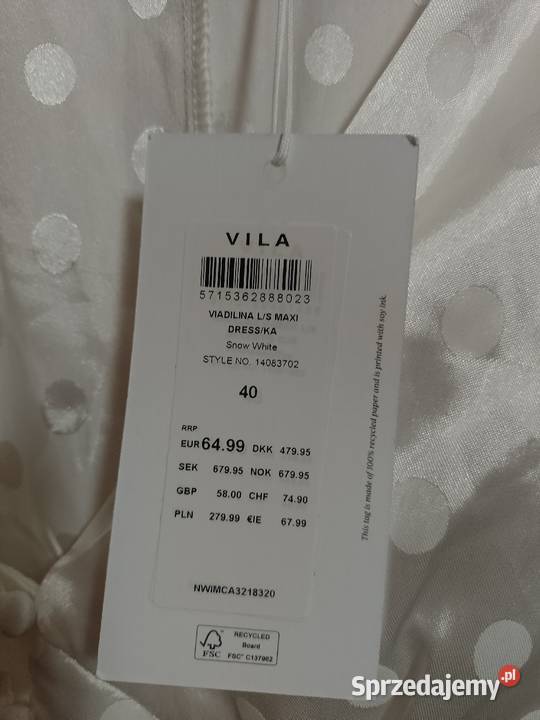 VILA
5715362888023
VIADILINA L/S MAXI
DRESS/KA
Snow White
STYLE NO. 14083702
40
RRP
EUR 64.99 DKK 479.95
SEK 679.95 NOK 679.95
GBP 58.00 CHF 74.90
PLN 279.99 €IE 67.99
NWIMCA3218320
FSC
RECYCLED
Board
FSC® C137962
This tag is made of 100% recycled paper and is printed with soy ink.
Sprzedajemy.pl